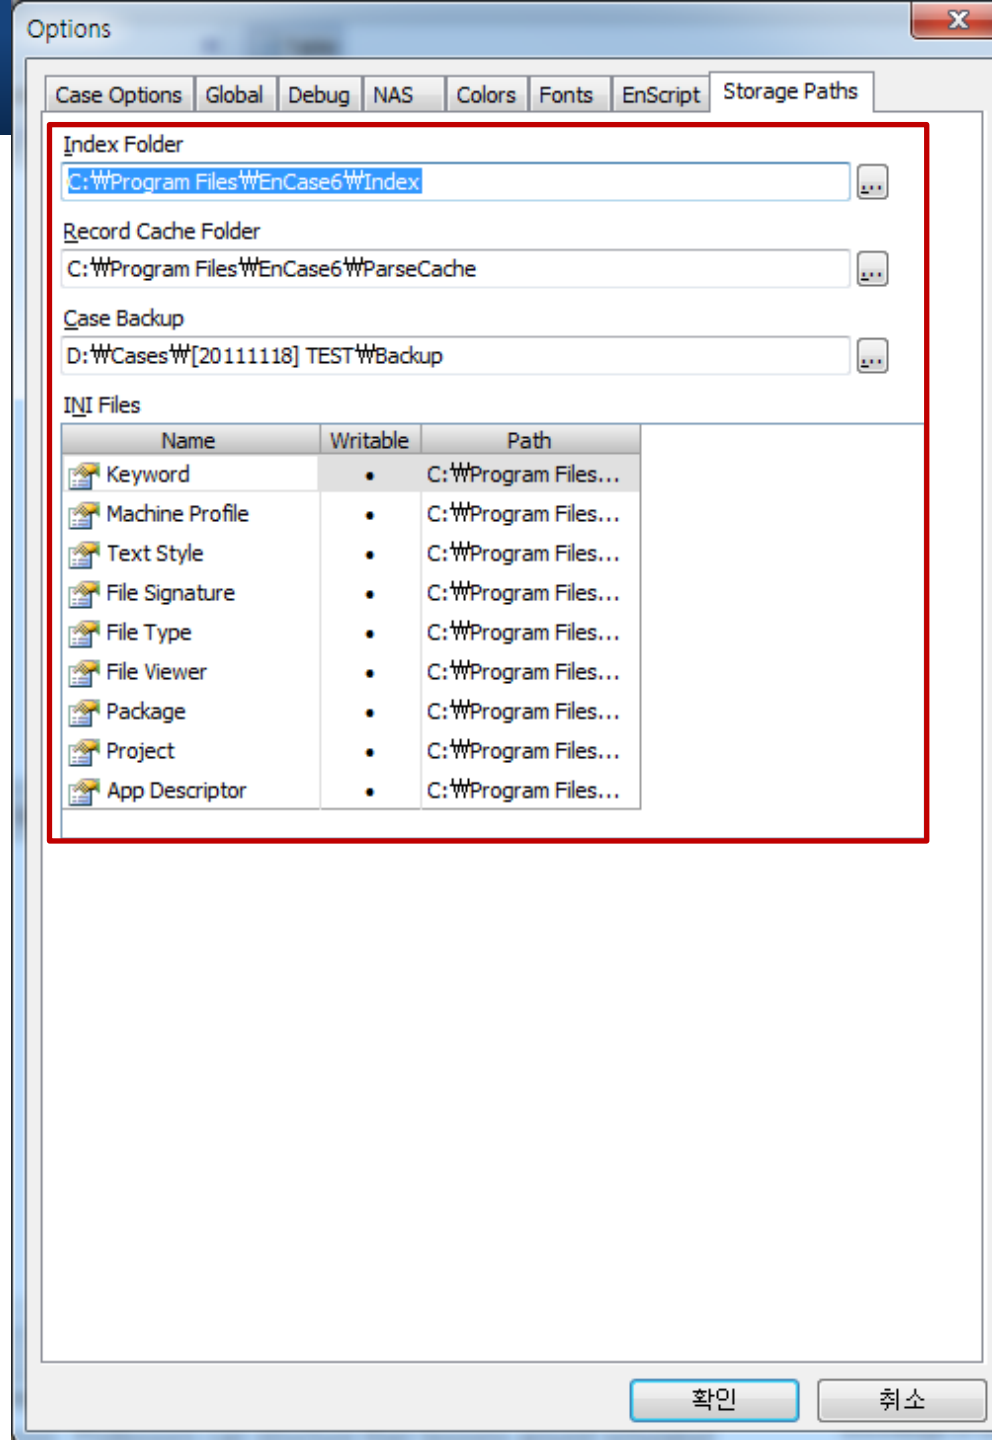 Options
Case Options Global Debug NAS Colors Fonts EnScript Storage Paths
Index Folder
C:₩Program Files₩EnCase6₩Index
...
Record Cache Folder
C:₩Program Files₩EnCase6₩ParseCache
...
Case Backup
D:₩Cases₩[20111118] TEST₩Backup
...
INI Files
Name Writable Path
Keyword • C:₩Program Files...
Machine Profile • C:₩Program Files...
Text Style • C:₩Program Files...
File Signature • C:₩Program Files...
File Type • C:₩Program Files...
File Viewer • C:₩Program Files...
Package • C:₩Program Files...
Project • C:₩Program Files...
App Descriptor • C:₩Program Files...
확인 취소